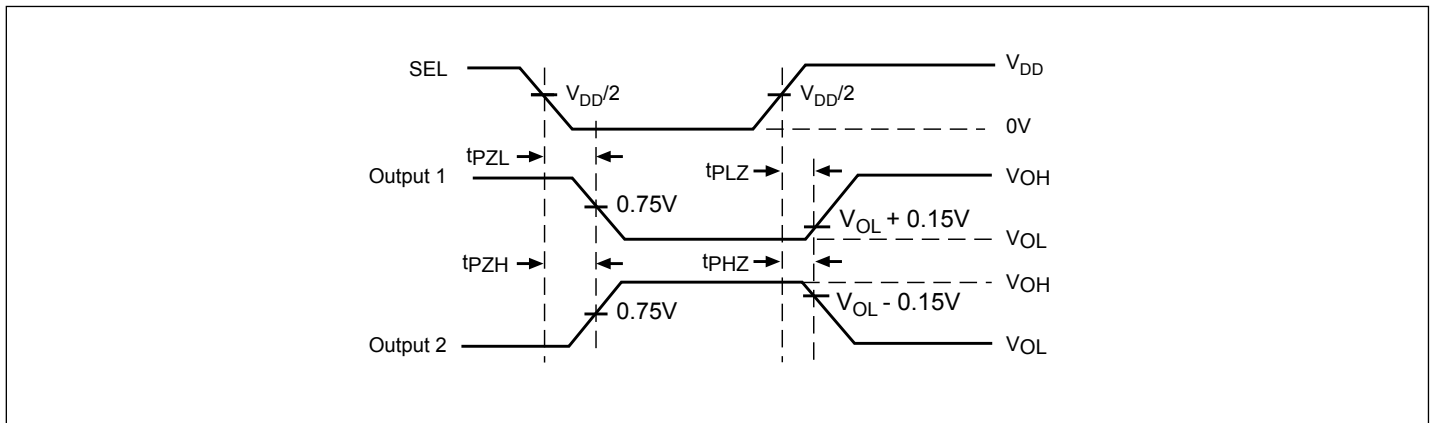 SEL
VDD/2
VDD/2
VDD
0V
tPZL
tPLZ
Output 1
0.75V
VOH
VOL + 0.15V
VOL
tPZH
tPHZ
VOH
0.75V
VOL - 0.15V
Output 2
VOL